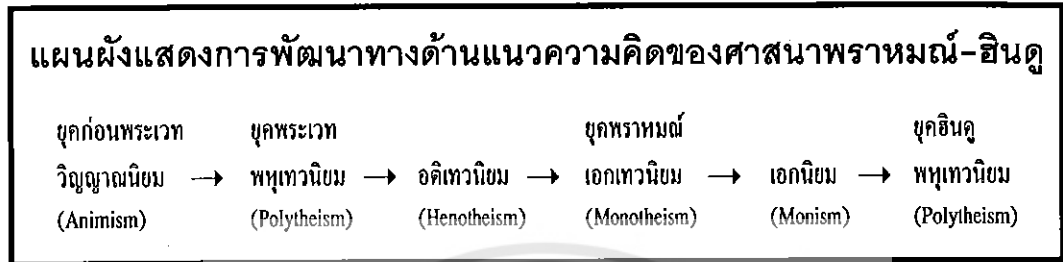 แผนผังแสดงการพัฒนาทางด้านแนวความคิดของศาสนาพราหมณ์-ฮินดู
ยุคก่อนพระเวท ยุคพระเวท ยุคพราหมณ์ ยุคฮินดู
วิญญาณนิยม → พหุเทวนิยม → อติเทวนิยม → เอกเทวนิยม → เอกนิยม → พหุเทวนิยม
(Animism) (Polytheism) (Henotheism) (Monotheism) (Monism) (Polytheism)